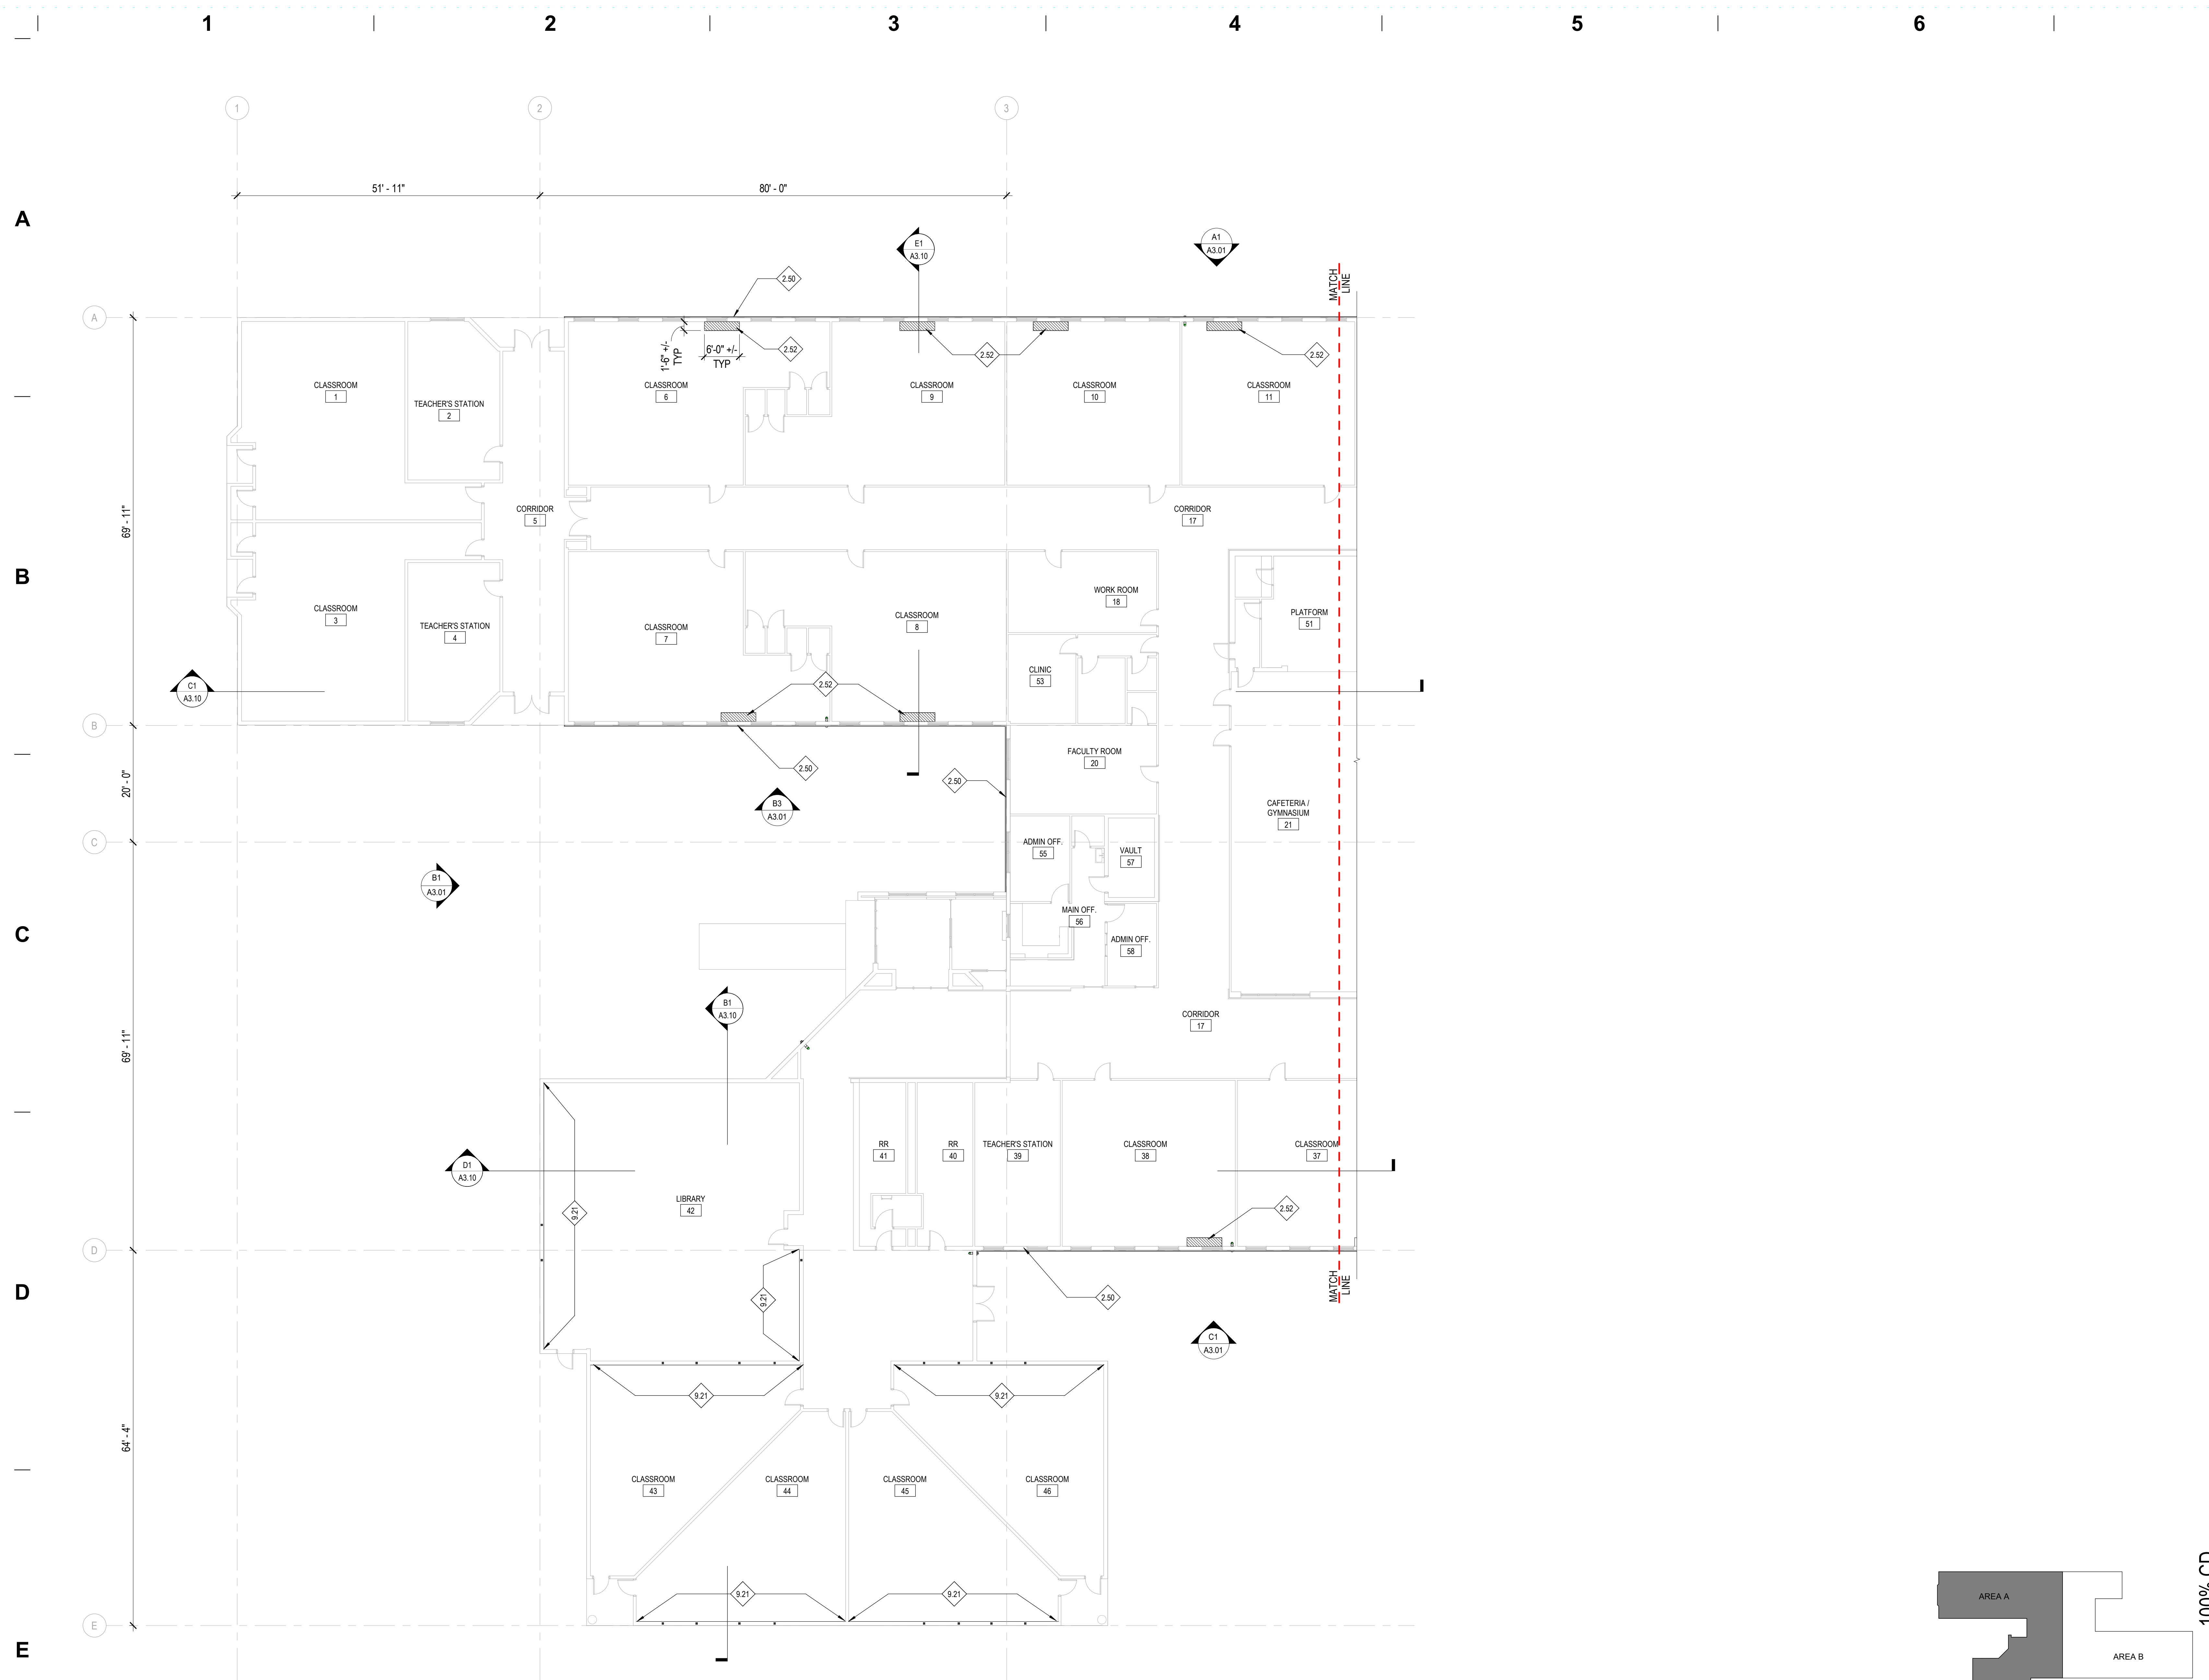 1 2 3 4 5 6
1 2 3
51' - 11" 80' - 0"
A
E1
A3.10
A1
A3.01
MATCH
LINE
2.50
A
1'-6" +/-
TYP
6'-0" +/-
TYP
2.52
2.52
2.52
CLASSROOM
1
TEACHER'S STATION
2
CLASSROOM
6
CLASSROOM
9
CLASSROOM
10
CLASSROOM
11
69' - 11"
CORRIDOR
5
CORRIDOR
17
B
CLASSROOM
3
TEACHER'S STATION
4
CLASSROOM
7
CLASSROOM
8
WORK ROOM
18
PLATFORM
51
CLINIC
53
C1
A3.10
2.52
B
2.50
2.50
FACULTY ROOM
20
20' - 0"
B3
A3.01
CAFETERIA /
GYMNASIUM
21
C
ADMIN OFF.
55
VAULT
57
B1
A3.01
MAIN OFF.
56
C
ADMIN OFF.
58
B1
A3.10
CORRIDOR
17
69' - 11"
RR
41
RR
40
TEACHER'S STATION
39
CLASSROOM
38
CLASSROOM
37
D1
A3.10
LIBRARY
42
9.21
2.52
D
D
9.21
2.50
MATCH
LINE
C1
A3.01
9.21
9.21
64' - 4"
CLASSROOM
43
CLASSROOM
44
CLASSROOM
45
CLASSROOM
46
9.21
9.21
E
E
AREA A
AREA B
100% CD